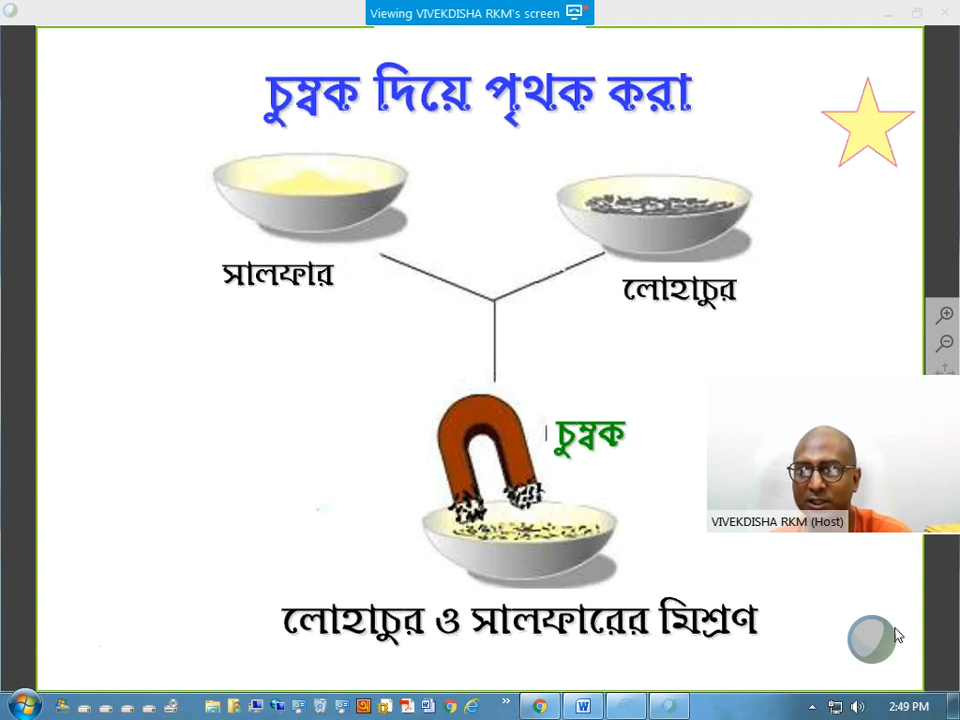 Viewing VIVEKDISHA RKM's screen
চুম্বক দিয়ে পৃথক করা
সালফার
লোহাচুর
চুম্বক
VIVEKDISHA RKM (Host)
লোহাচুর ও সালফারের মিশ্রণ
2:49 PM